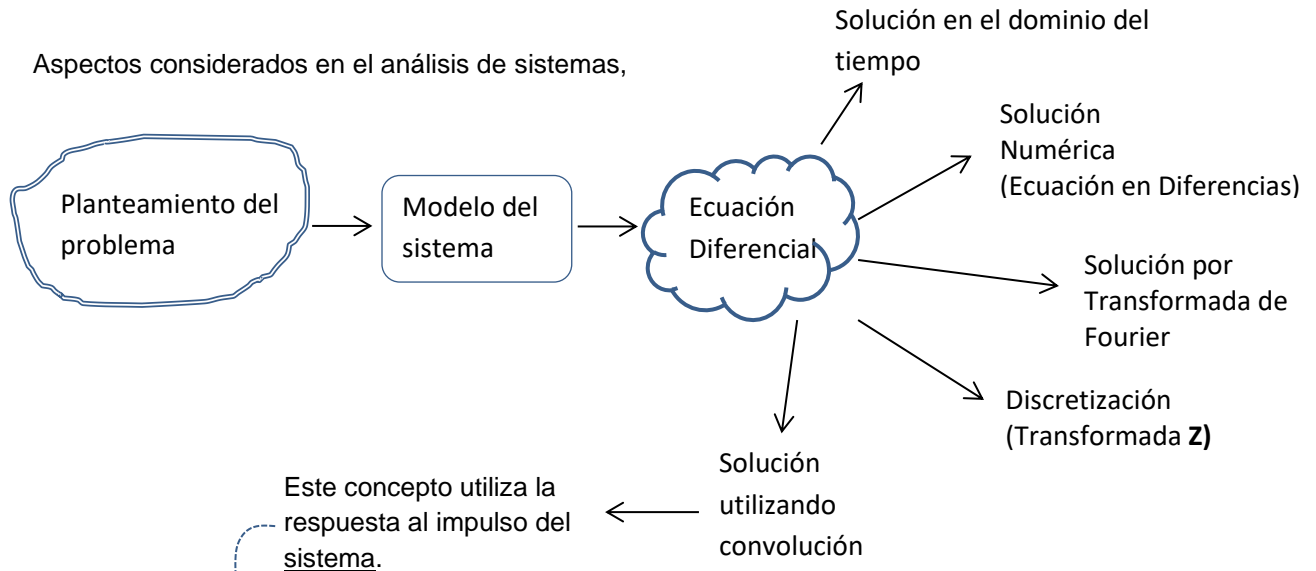 Aspectos considerados en el análisis de sistemas,
Planteamiento del
problema
Modelo del
sistema
Ecuación
Diferencial
Solución en el dominio del
tiempo
Solución
Numérica
(Ecuación en Diferencias)
Solución por
Transformada de
Fourier
Discretización
(Transformada Z)
Solución
utilizando
convolución
Este concepto utiliza la
respuesta al impulso del
sistema.